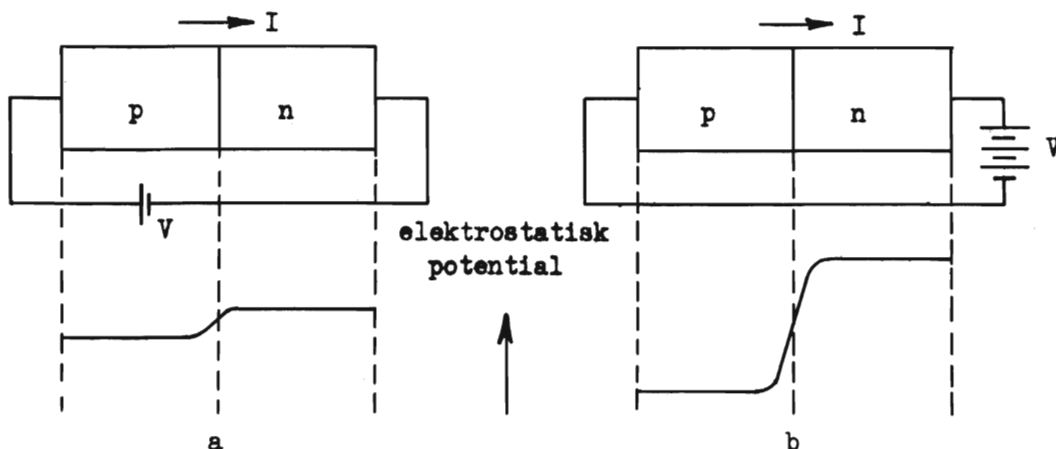 I
p n
V
a
elektrostatisk
potential
I
p n
V
b